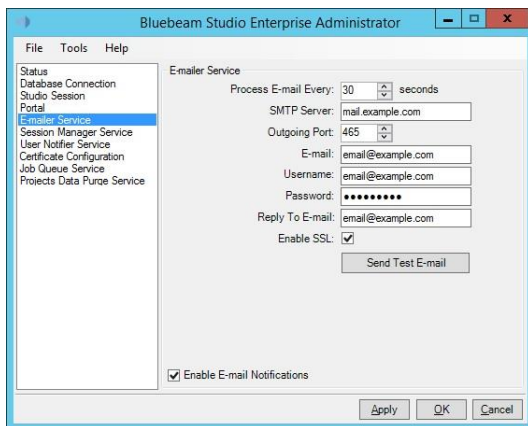 Bluebeam Studio Enterprise Administrator
File Tools Help
Status
Database Connection
Studio Session
Portal
E-mailer Service
Session Manager Service
User Notifier Service
Certificate Configuration
Job Queue Service
Projects Data Purge Service
E-mailer Service
Process E-mail Every: 30 seconds
SMTP Server: mail.example.com
Outgoing Port: 465
E-mail: email@example.com
Username: email@example.com
Password: •••••••••
Reply To E-mail: email@example.com
Enable SSL:
Send Test E-mail
Enable E-mail Notifications
Apply OK Cancel